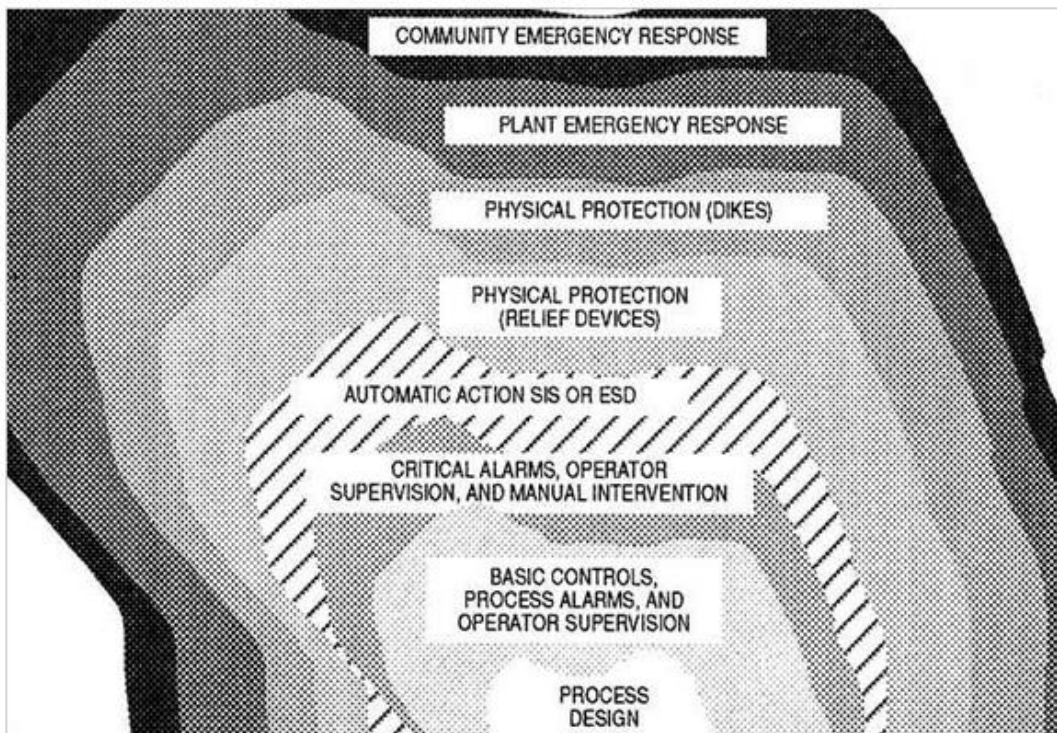 COMMUNITY EMERGENCY RESPONSE
PLANT EMERGENCY RESPONSE
PHYSICAL PROTECTION (DIKES)
PHYSICAL PROTECTION
(RELIEF DEVICES)
AUTOMATIC ACTION SIS OR ESD
CRITICAL ALARMS, OPERATOR
SUPERVISION, AND MANUAL INTERVENTION
BASIC CONTROLS,
PROCESS ALARMS, AND
OPERATOR SUPERVISION
PROCESS
DESIGN